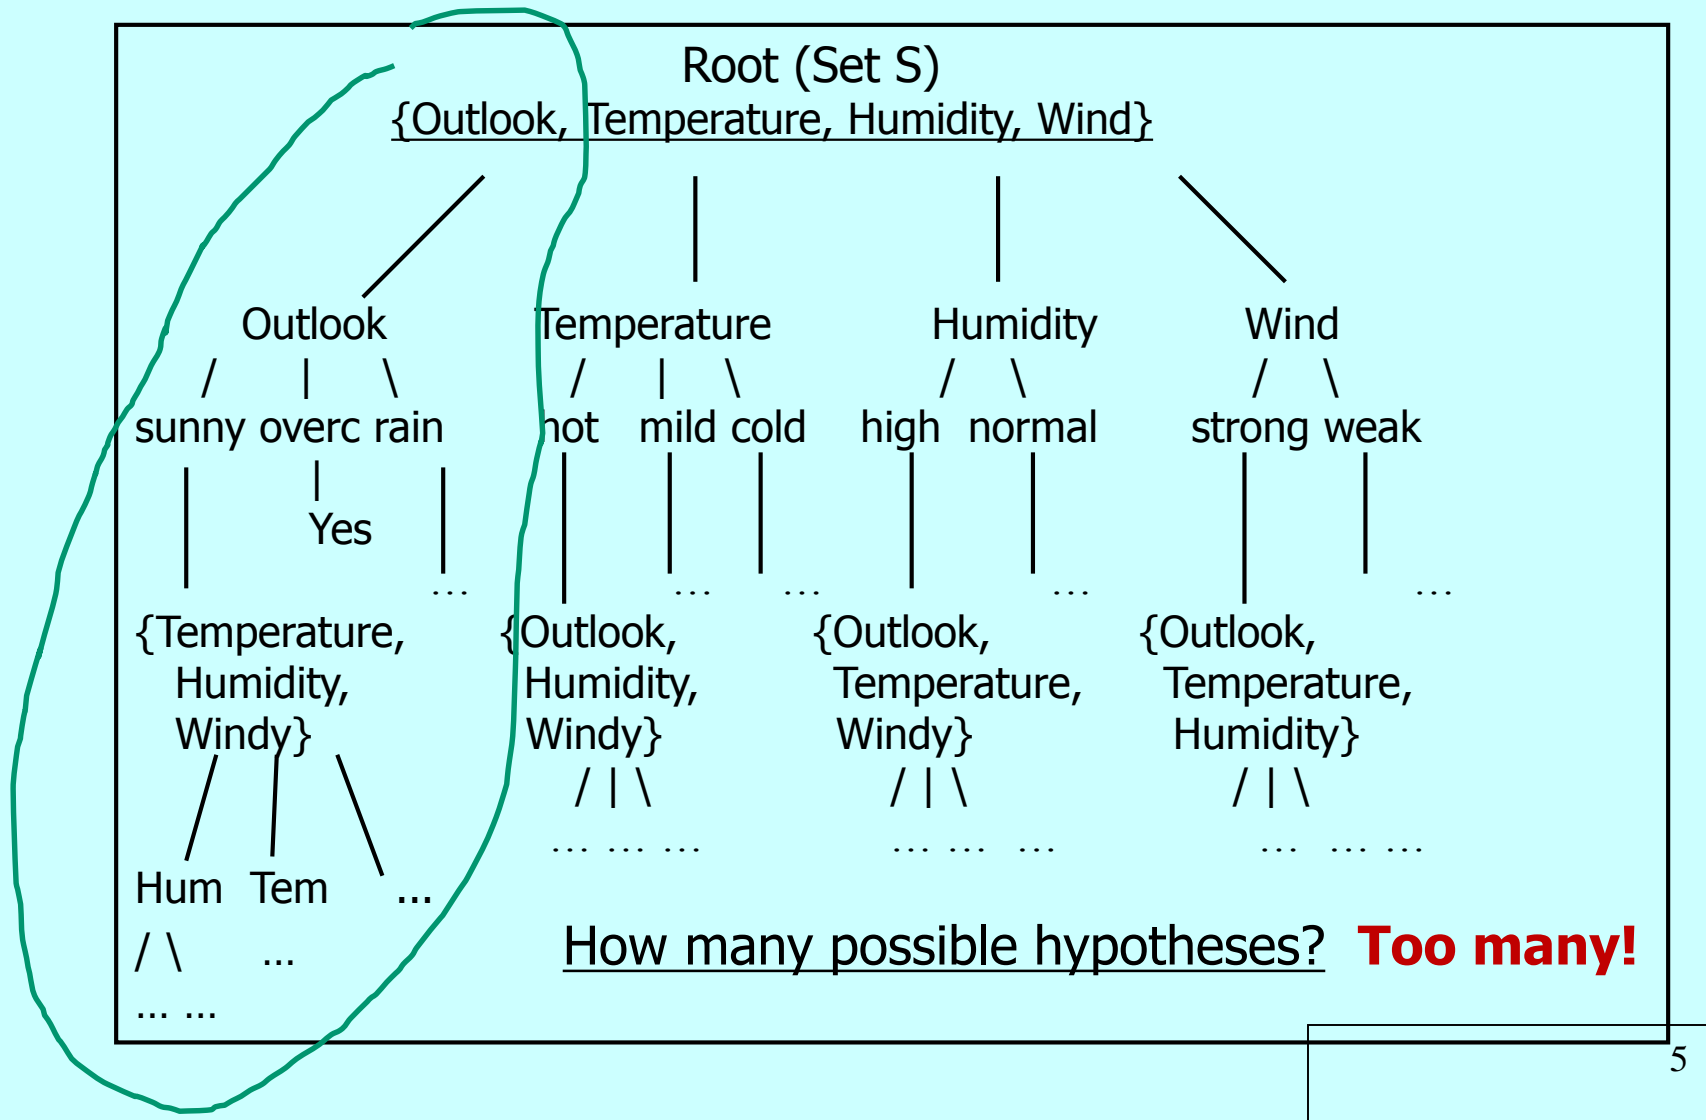 Root (Set S)
{Outlook, Temperature, Humidity, Wind}
Outlook Temperature Humidity Wind
/ | \ / | \ / \ / \
sunny overc rain hot mild cold high normal strong weak
|
Yes
... ... ... ... ...
{Temperature, {Outlook, {Outlook, {Outlook,
Humidity, Humidity, Temperature, Temperature,
Windy} Windy} Windy} Humidity}
/ | \ / | \ / | \
... ... ... ... ... ... ... ... ...
Hum Tem ...
How many possible hypotheses? Too many!
/ \ ...
... ...
5